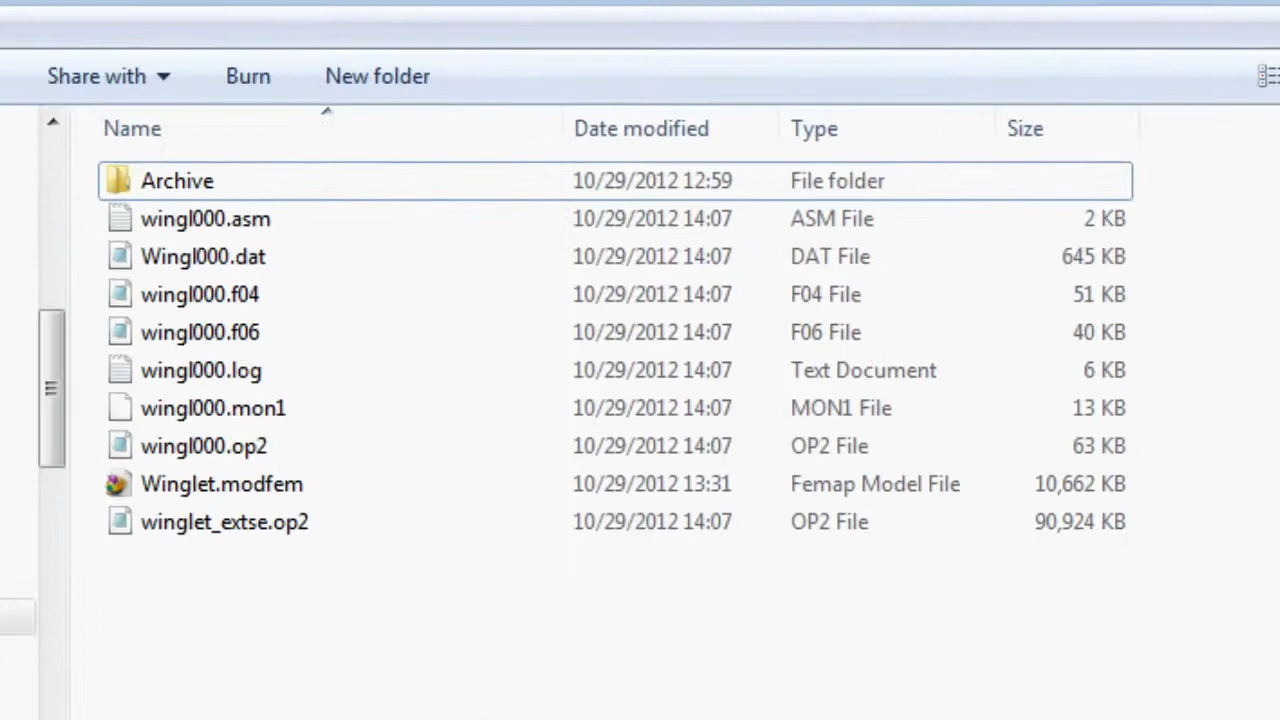 Share with Burn New folder
Name Date modified Type Size
Archive 10/29/2012 12:59 File folder
wingl000.asm 10/29/2012 14:07 ASM File 2 KB
Wingl000.dat 10/29/2012 14:07 DAT File 645 KB
wingl000.f04 10/29/2012 14:07 F04 File 51 KB
wingl000.f06 10/29/2012 14:07 F06 File 40 KB
wingl000.log 10/29/2012 14:07 Text Document 6 KB
wingl000.mon1 10/29/2012 14:07 MON1 File 13 KB
wingl000.op2 10/29/2012 14:07 OP2 File 63 KB
Winglet.modfem 10/29/2012 13:31 Femap Model File 10,662 KB
winglet_extse.op2 10/29/2012 14:07 OP2 File 90,924 KB